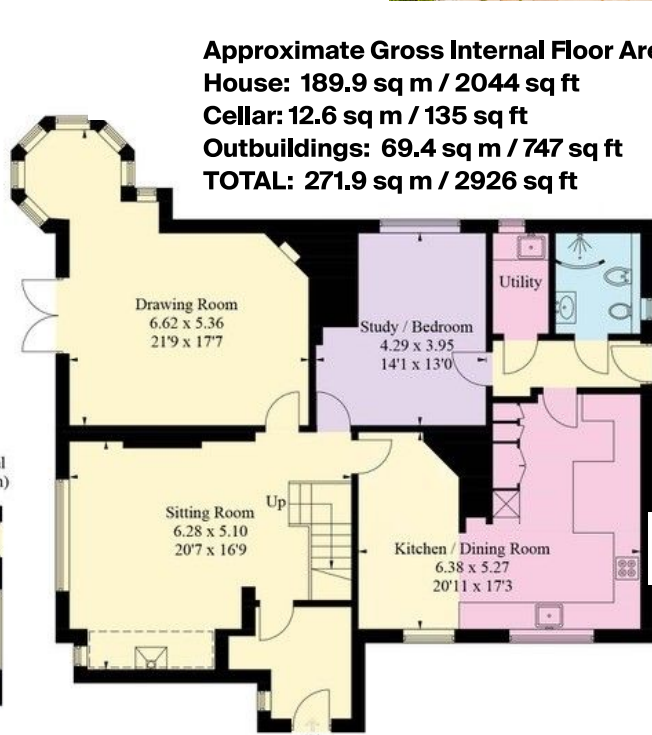 Approximate Gross Internal Floor Are
House: 189.9 sq m / 2044 sq ft
Cellar: 12.6 sq m / 135 sq ft
Outbuildings: 69.4 sq m / 747 sq ft
TOTAL: 271.9 sq m / 2926 sq ft
Drawing Room
6.62 x 5.36
21'9 x 17'7
Study / Bedroom
4.29 x 3.95
14'1 x 13'0
Utility
Sitting Room
6.28 x 5.10
20'7 x 16'9
Up
Kitchen / Dining Room
6.38 x 5.27
20'11 x 17'3